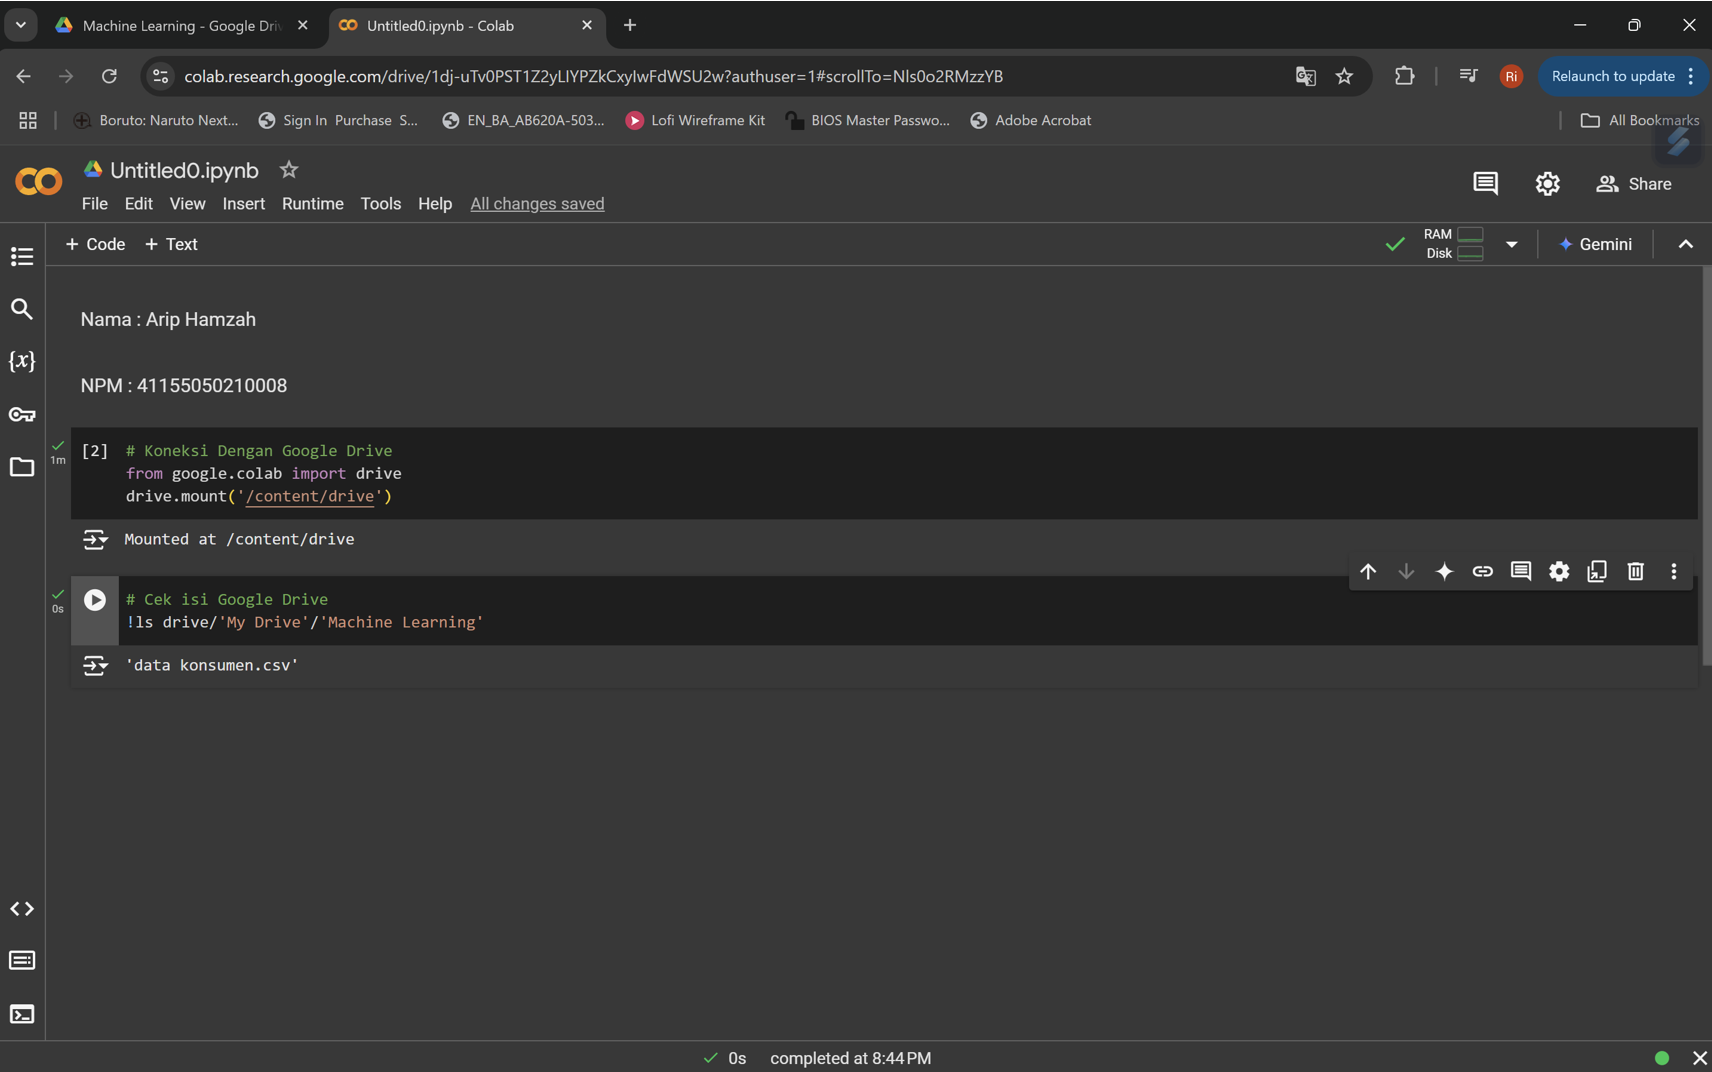 Machine Learning - Google Driv
Untitled0.ipynb - Colab
colab.research.google.com/drive/1dj-uTv0PST1Z2yLIYPZkCxyIwFdWSU2w?authuser=1#scrollTo=Nls0o2RMzzYB
Ri
Relaunch to update
Boruto: Naruto Next...
Sign In Purchase S...
EN_BA_AB620A-503...
Lofi Wireframe Kit
BIOS Master Passwo...
Adobe Acrobat
All Bookmarks
Untitled0.ipynb
File Edit View Insert Runtime Tools Help All changes saved
Share
+ Code + Text
RAM
Disk
Gemini
Nama : Arip Hamzah
NPM : 41155050210008
1m
[2] # Koneksi Dengan Google Drive
from google.colab import drive
drive.mount('/content/drive')
Mounted at /content/drive
0s
# Cek isi Google Drive
!ls drive/'My Drive'/'Machine Learning'
'data konsumen.csv'
0s completed at 8:44 PM